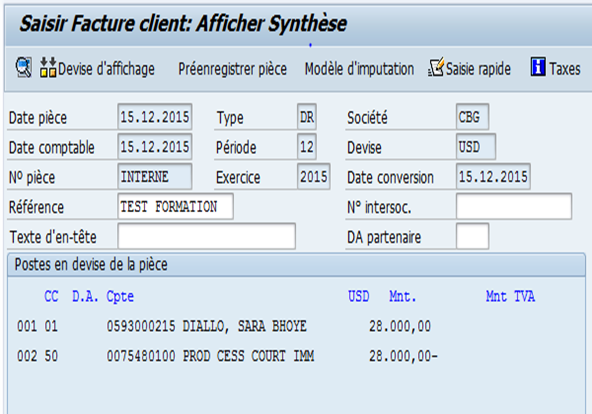 Saisir Facture client: Afficher Synthèse
Devise d'affichage Préenregistrer pièce Modèle d'imputation Saisie rapide Taxes
Date pièce 15.12.2015 Type DR Société CBG
Date comptable 15.12.2015 Période 12 Devise USD
Nº pièce INTERNE Exercice 2015 Date conversion 15.12.2015
Référence TEST FORMATION N° intersoc.
Texte d'en-tête DA partenaire
Postes en devise de la pièce
CC D.A. Cpte USD Mnt. Mnt TVA
001 01 0593000215 DIALLO, SARA BHOYE 28.000,00
002 50 0075480100 PROD CESS COURT IMM 28.000,00-